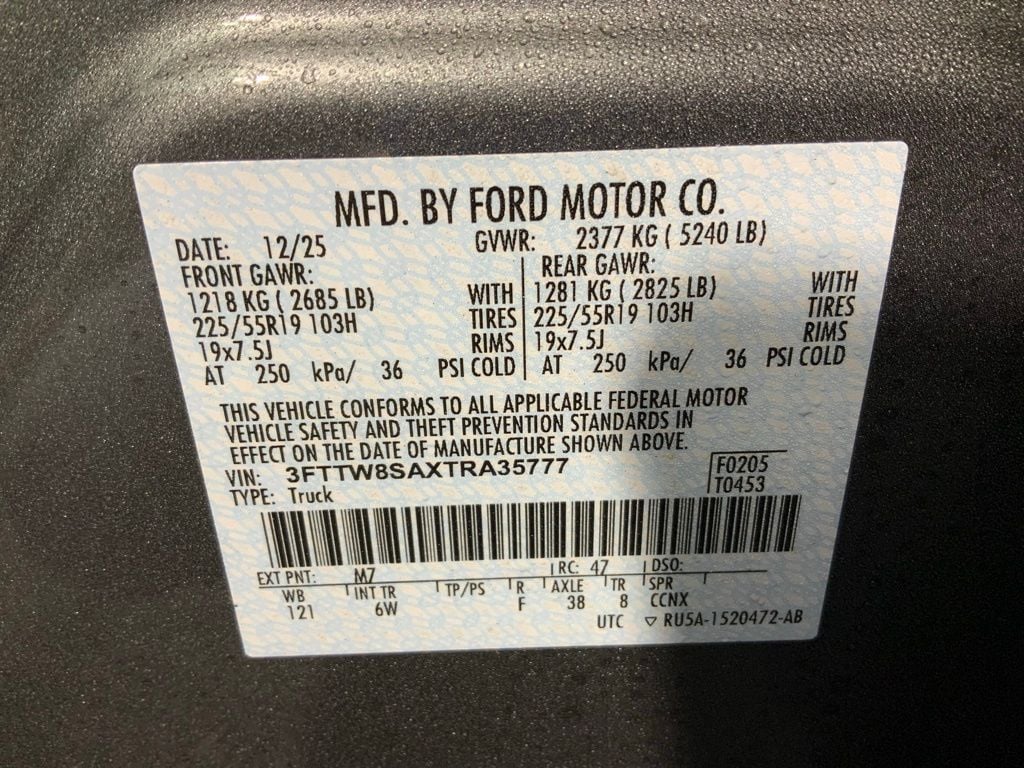 MFD. BY FORD MOTOR CO.
DATE: 12/25 GVWR: 2377 KG ( 5240 LB)
FRONT GAWR: REAR GAWR:
1218 KG ( 2685 LB) WITH 1281 KG ( 2825 LB) WITH
225/55R19 103H TIRES 225/55R19 103H TIRES
19x7.5J RIMS 19x7.5J RIMS
AT 250 kPa/ 36 PSI COLD AT 250 kPa/ 36 PSI COLD
THIS VEHICLE CONFORMS TO ALL APPLICABLE FEDERAL MOTOR
VEHICLE SAFETY AND THEFT PREVENTION STANDARDS IN
EFFECT ON THE DATE OF MANUFACTURE SHOWN ABOVE.
VIN: 3FTTW8SAXTRA35777 F0205
TYPE: Truck T0453
EXT PNT: M7 RC: 47 DSO:
WB INT TR TP/PS R AXLE TR SPR
121 6W F 38 8 CCNX
UTC ▽ RU5A-1520472-AB